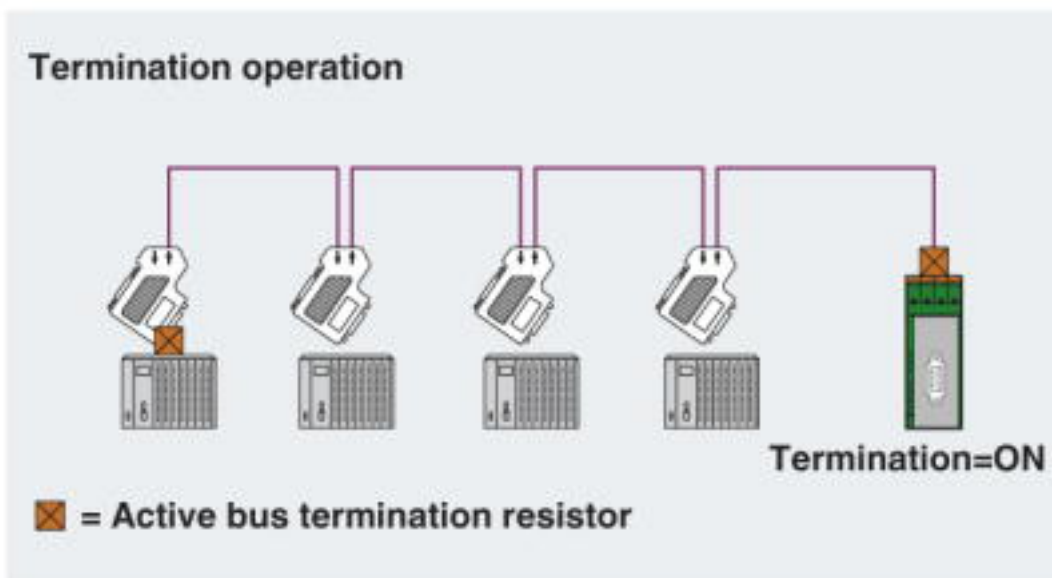 Termination operation
Termination=ON
= Active bus termination resistor